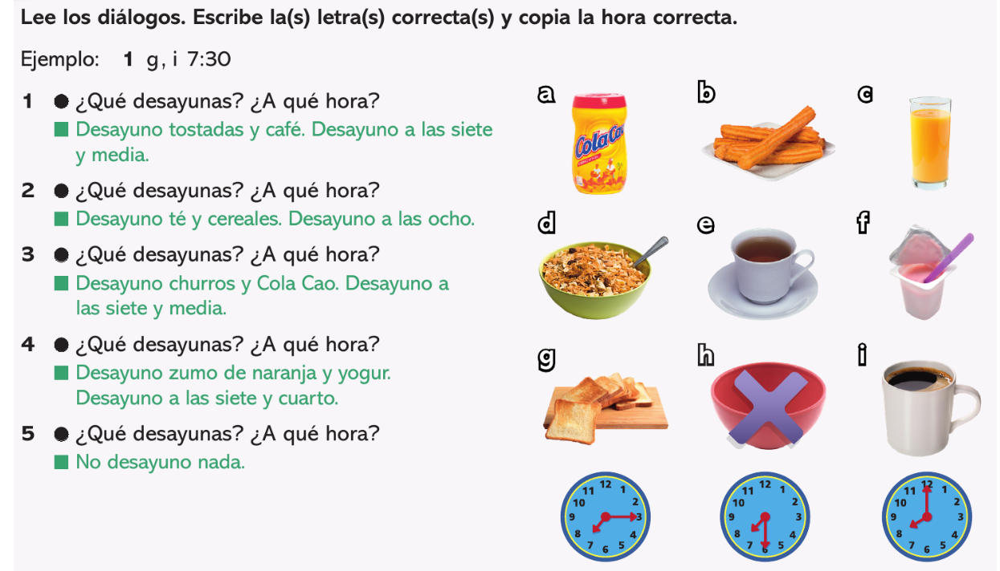 Lee los diálogos. Escribe la(s) letra(s) correcta(s) y copia la hora correcta.
Ejemplo: 1 g, i 7:30
1 ● ¿Qué desayunas? ¿A qué hora?
■ Desayuno tostadas y café. Desayuno a las siete
y media.
2 ● ¿Qué desayunas? ¿A qué hora?
■ Desayuno té y cereales. Desayuno a las ocho.
3 ● ¿Qué desayunas? ¿A qué hora?
■ Desayuno churros y Cola Cao. Desayuno a
las siete y media.
4 ● ¿Qué desayunas? ¿A qué hora?
■ Desayuno zumo de naranja y yogur.
Desayuno a las siete y cuarto.
5 ● ¿Qué desayunas? ¿A qué hora?
■ No desayuno nada.
a b c
ColaCao
d e f
g h i
12 1 2 3 4 5 6 7 8 9 10 11
12 1 2 3 4 5 6 7 8 9 10 11
12 1 2 3 4 5 6 7 8 9 10 11